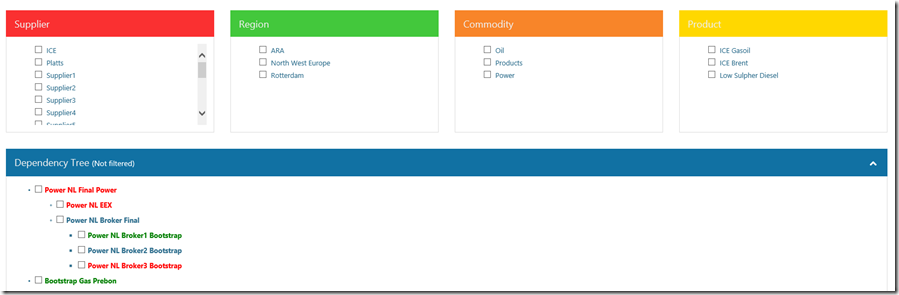 Supplier
ICE
Platts
Supplier1
Supplier2
Supplier3
Supplier4
Region
ARA
North West Europe
Rotterdam
Commodity
Oil
Products
Power
Product
ICE Gasoil
ICE Brent
Low Sulpher Diesel
Dependency Tree (Not filtered)
Power NL Final Power
Power NL EEX
Power NL Broker Final
Power NL Broker1 Bootstrap
Power NL Broker2 Bootstrap
Power NL Broker3 Bootstrap
Bootstrap Gas Prebon